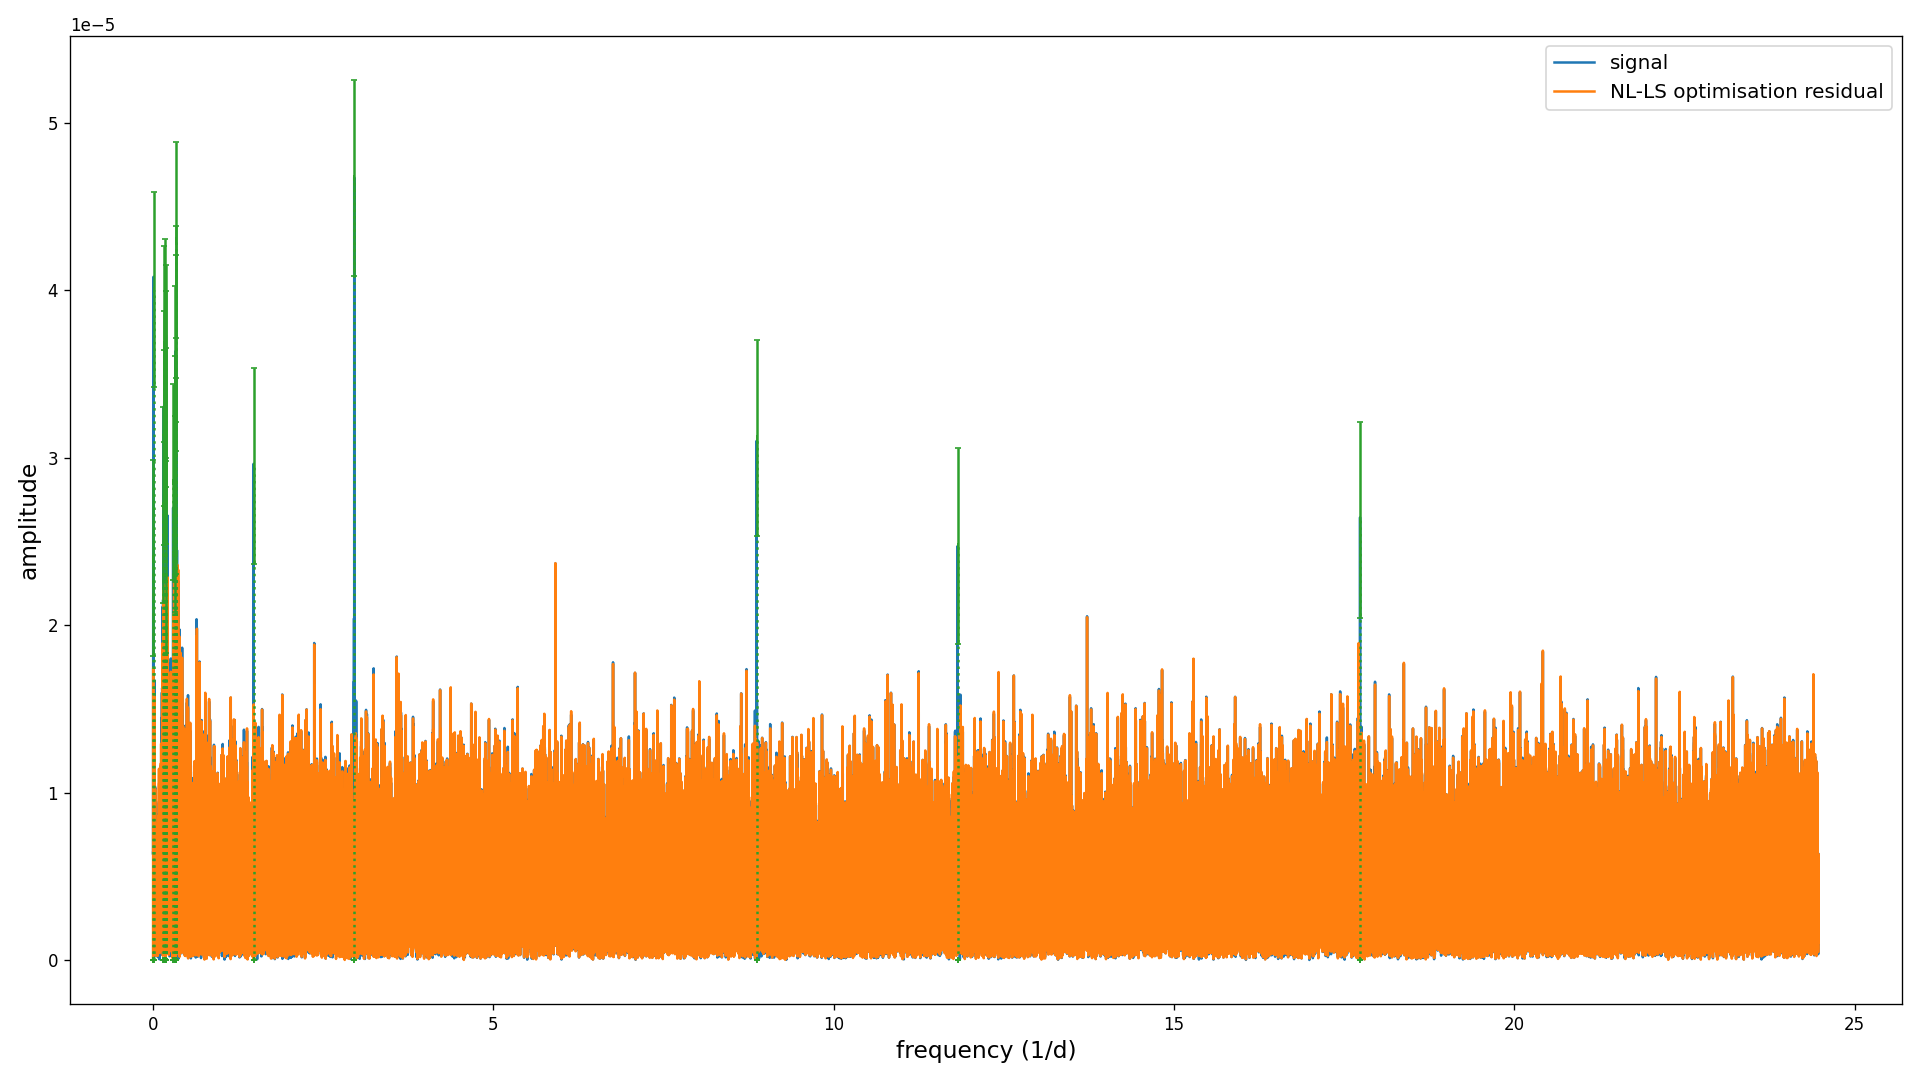 1e−5
signal
NL-LS optimisation residual
5
4
3
2
1
0
amplitude
0 5 10 15 20 25
frequency (1/d)